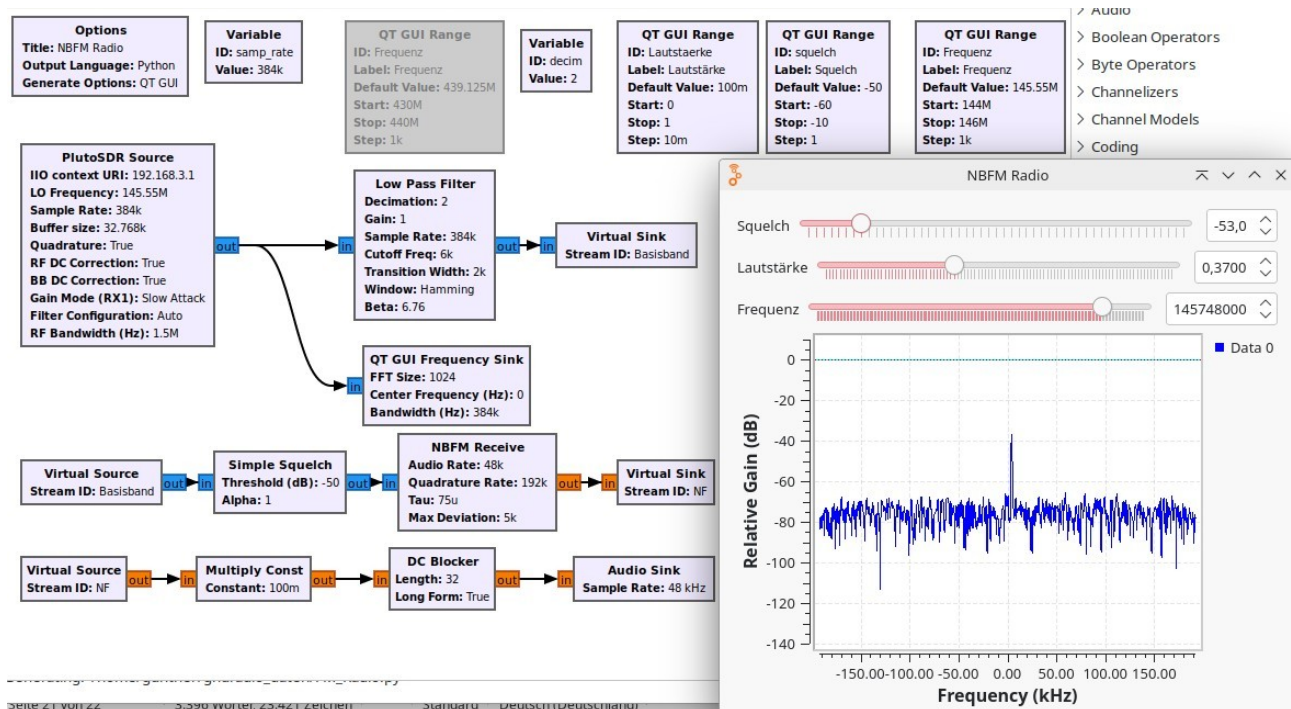 Options
Title: NBFM Radio
Output Language: Python
Generate Options: QT GUI
Variable
ID: samp_rate
Value: 384k
QT GUI Range
ID: Frequenz
Label: Frequenz
Default Value: 439.125M
Start: 430M
Stop: 440M
Step: 1k
Variable
ID: decim
Value: 2
QT GUI Range
ID: Lautstaerke
Label: Lautstärke
Default Value: 100m
Start: 0
Stop: 1
Step: 10m
QT GUI Range
ID: squelch
Label: Squelch
Default Value: -50
Start: -60
Stop: -10
Step: 1
QT GUI Range
ID: Frequenz
Label: Frequenz
Default Value: 145.55M
Start: 144M
Stop: 146M
Step: 1k
Audio
Boolean Operators
Byte Operators
Channelizers
Channel Models
Coding
PlutoSDR Source
IIO context URI: 192.168.3.1
LO Frequency: 145.55M
Sample Rate: 384k
Buffer size: 32.768k
Quadrature: True
RF DC Correction: True
BB DC Correction: True
Gain Mode (RX1): Slow Attack
Filter Configuration: Auto
RF Bandwidth (Hz): 1.5M
out
in
Low Pass Filter
Decimation: 2
Gain: 1
Sample Rate: 384k
Cutoff Freq: 6k
Transition Width: 2k
Window: Hamming
Beta: 6.76
out
in
Virtual Sink
Stream ID: Basisband
in
QT GUI Frequency Sink
FFT Size: 1024
Center Frequency (Hz): 0
Bandwidth (Hz): 384k
Virtual Source
Stream ID: Basisband
out
in
Simple Squelch
Threshold (dB): -50
Alpha: 1
out
in
NBFM Receive
Audio Rate: 48k
Quadrature Rate: 192k
Tau: 75u
Max Deviation: 5k
out
in
Virtual Sink
Stream ID: NF
Virtual Source
Stream ID: NF
out
in
Multiply Const
Constant: 100m
out
in
DC Blocker
Length: 32
Long Form: True
out
in
Audio Sink
Sample Rate: 48 kHz
NBFM Radio
Squelch
-53,0
Lautstärke
0,3700
Frequenz
145748000
Data 0
Relative Gain (dB)
0
-20
-40
-60
-80
-100
-120
-140
-150.00 -100.00 -50.00 0.00 50.00 100.00 150.00
Frequency (kHz)
Seite 21 von 22 3.396 Wörter, 23.421 Zeichen Standard Deutsch (Deutschland)